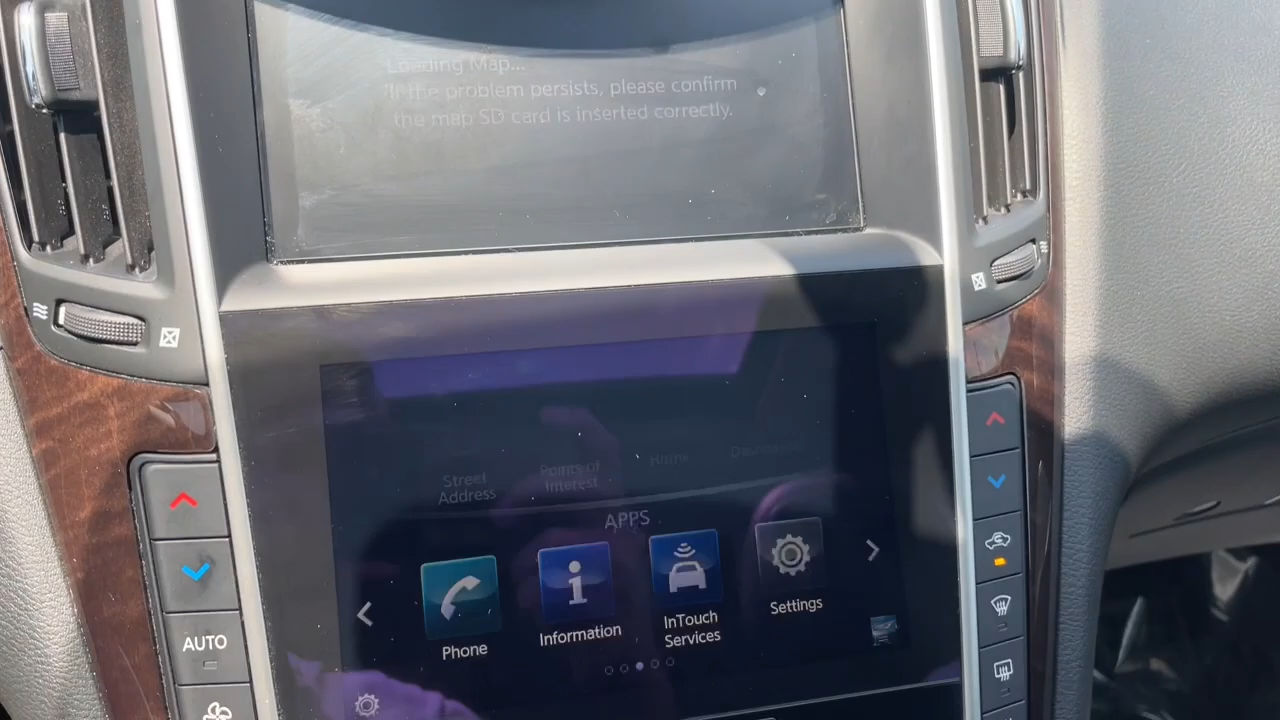 Loading Map...
If the problem persists, please confirm
the map SD card is inserted correctly.
Street
Address
Points of
Interest
Home
APPS
Phone
Information
InTouch
Services
Settings
AUTO